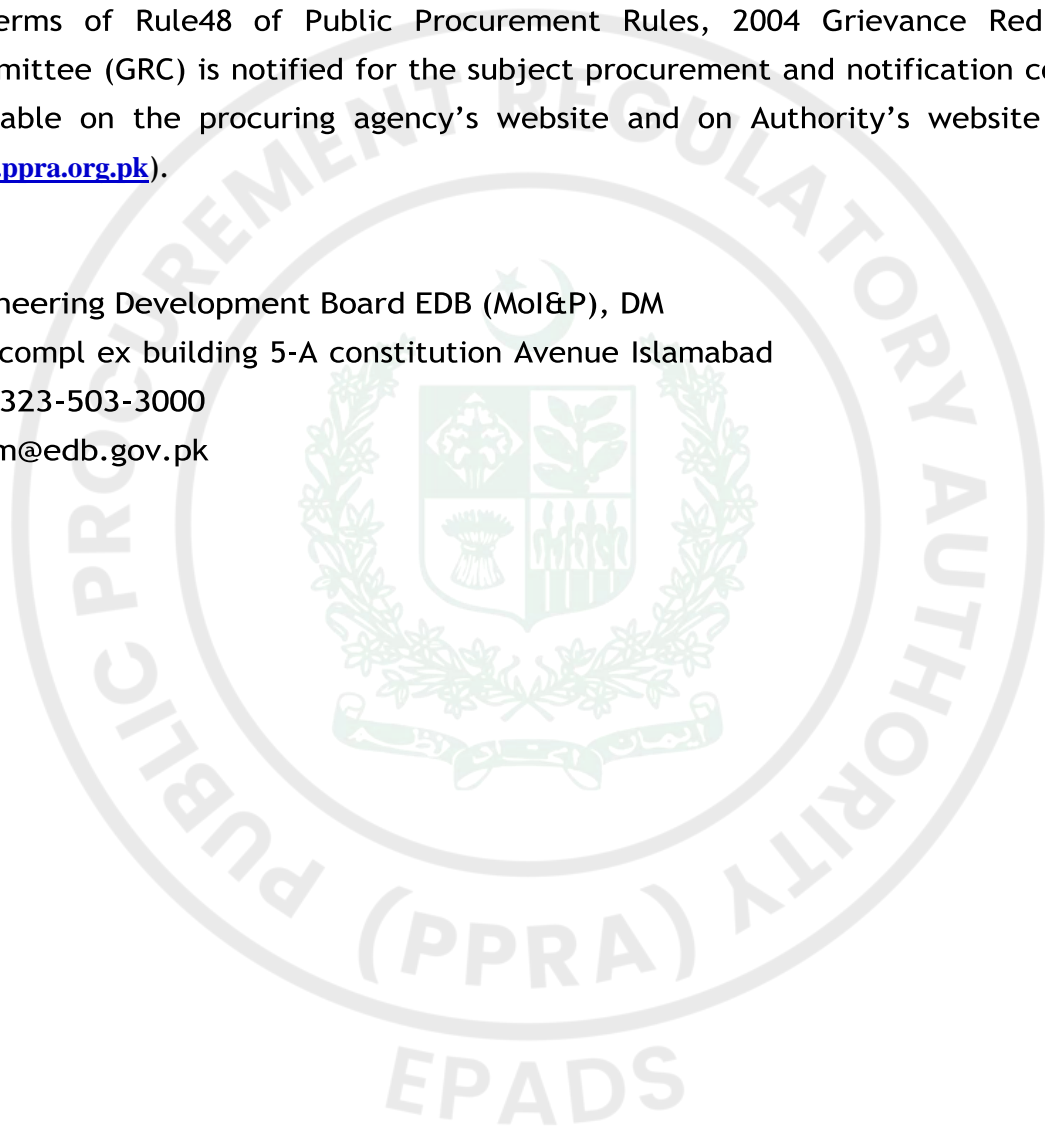 erms of Rule48 of Public Procurement Rules, 2004 Grievance Red
mittee (GRC) is notified for the subject procurement and notification c
able on the procuring agency’s website and on Authority’s website
.ppra.org.pk).
neering Development Board EDB (MoI&P), DM
compl ex building 5-A constitution Avenue Islamabad
323-503-3000
m@edb.gov.pk
PUBLIC PROCUREMENT REGULATORY AUTHORITY
(PPRA)
EPADS